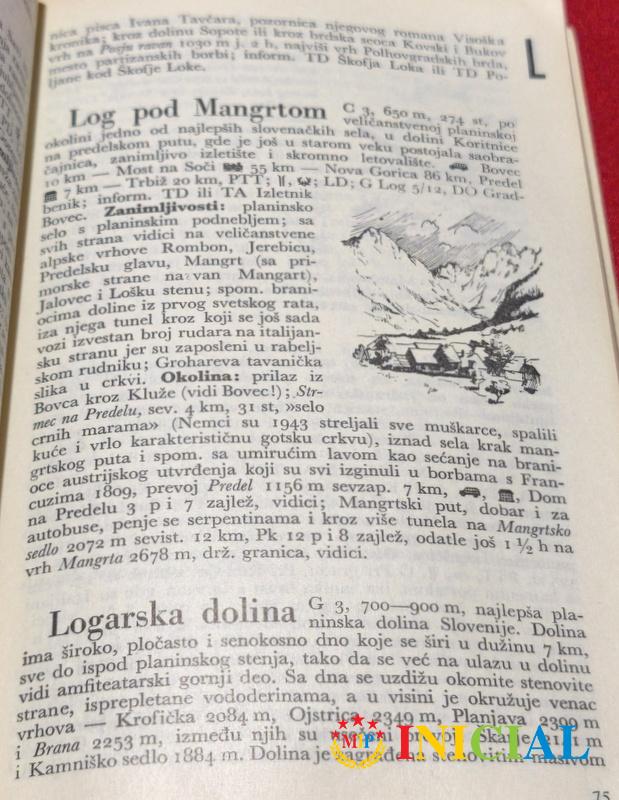 nica pisca Ivana Tavčara, pozornica njegovog romana Visoška
kronika; kroz dolinu Sopote ili kroz brdska seoca Kovski i Bukov
vrh na Pasju ravan 1030 m j. 2 h, najviši vrh Polhovgradskih brda,
mesto partizanskih borbi; inform. TD Škofja Loka ili TD Po-
ljane kod Škofje Loke.
L
Log pod Mangrtom C 3, 650 m, 274 st, po
veličanstvenoj planinskoj
okolini jedno od najlepših slovenačkih sela, u dolini Koritnice
na predelskom putu, gde je još u starom veku postojala saobra-
čajnica, zanimljivo izletište i skromno letovalište. Bovec
10 km — Most na Soči 55 km — Nova Gorica 86 km, Predel
7 km — Trbiž 20 km, PTT; LD; G Log 5/12, DO Grad-
benik; inform. TD ili TA Izletnik
Bovec. Zanimljivosti: planinsko
selo s planinskim podnebljem; sa
svih strana vidici na veličanstvene
alpske vrhove Rombon, Jerebicu,
Predelsku glavu, Mangrt (sa pri-
morske strane na van Mangart),
Jalovec i Lošku stenu; spom. brani-
ocima doline iz prvog svetskog rata,
iza njega tunel kroz koji se još sada
vozi izvestan broj rudara na italijan-
sku stranu jer su zaposleni u rabelj-
skom rudniku; Grohareva tavanička
slika u crkvi. Okolina: prilaz iz
Bovca kroz Kluže (vidi Bovec!); Str-
mec na Predelu, sev. 4 km, 31 st, »selo
crnih marama« (Nemci su 1943 streljali sve muškarce, spalili
kuće i vrlo karakterističnu gotsku crkvu), iznad sela krak man-
grtskog puta i spom. sa umirućim lavom kao sećanje na brani-
oce austrijskog utvrđenja koji su svi izginuli u borbama s Fran-
cuzima 1809, prevoj Predel 1156 m sevzap. 7 km, Dom
na Predelu 3 p i 7 zajlež, vidici; Mangrtski put, dobar i za
autobuse, penje se serpentinama i kroz više tunela na Mangrtsko
sedlo 2072 m sevist. 12 km, Pk 12 p i 8 zajlež, odatle još 1 ½ h na
vrh Mangrta 2678 m, drž. granica, vidici.
Logarska dolina G 3, 700—900 m, najlepša pla-
ninska dolina Slovenije. Dolina
ima široko, pločasto i senokosno dno koje se širi u dužinu 7 km,
sve do ispod planinskog stenja, tako da se već na ulazu u dolinu
vidi amfiteatarski gornji deo. Sa dna se uzdižu okomite stenovite
strane, isprepletane vododerinama, a u visini je okružuje venac
vrhova — Krofička 2084 m, Ojstrica 2349 m, Planjava 2399 m
i Brana 2253 m, između njih su prevoji Škarje 2141 m
i Kamniško sedlo 1884 m. Dolina je zagrađena stenovitim masivom
MP INICIAL
75